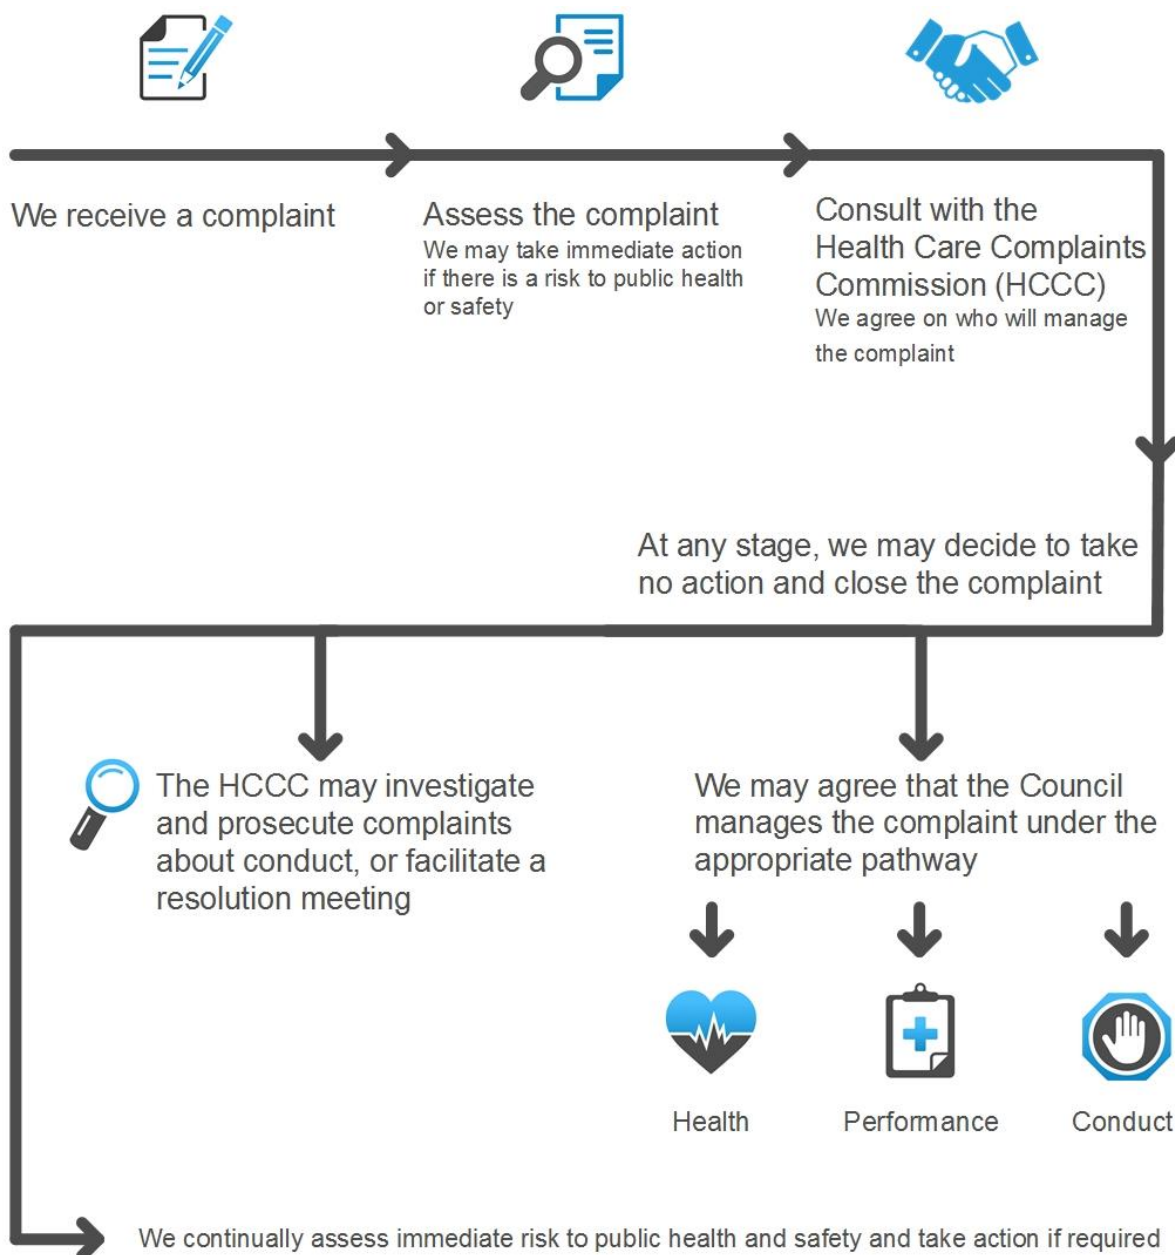 We receive a complaint
Assess the complaint
We may take immediate action
if there is a risk to public health
or safety
Consult with the
Health Care Complaints
Commission (HCCC)
We agree on who will manage
the complaint
At any stage, we may decide to take
no action and close the complaint
The HCCC may investigate
and prosecute complaints
about conduct, or facilitate a
resolution meeting
We may agree that the Council
manages the complaint under the
appropriate pathway
Health
Performance
Conduct
We continually assess immediate risk to public health and safety and take action if required